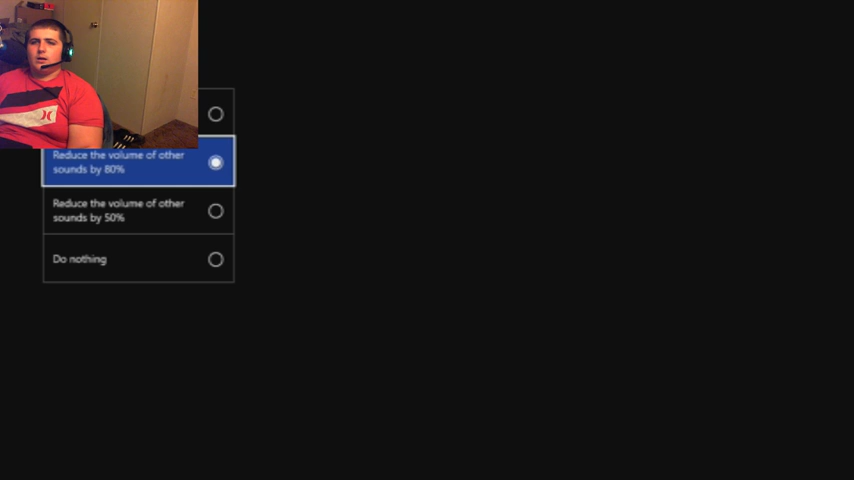 Reduce the volume of other
sounds by 80%
Reduce the volume of other
sounds by 50%
Do nothing